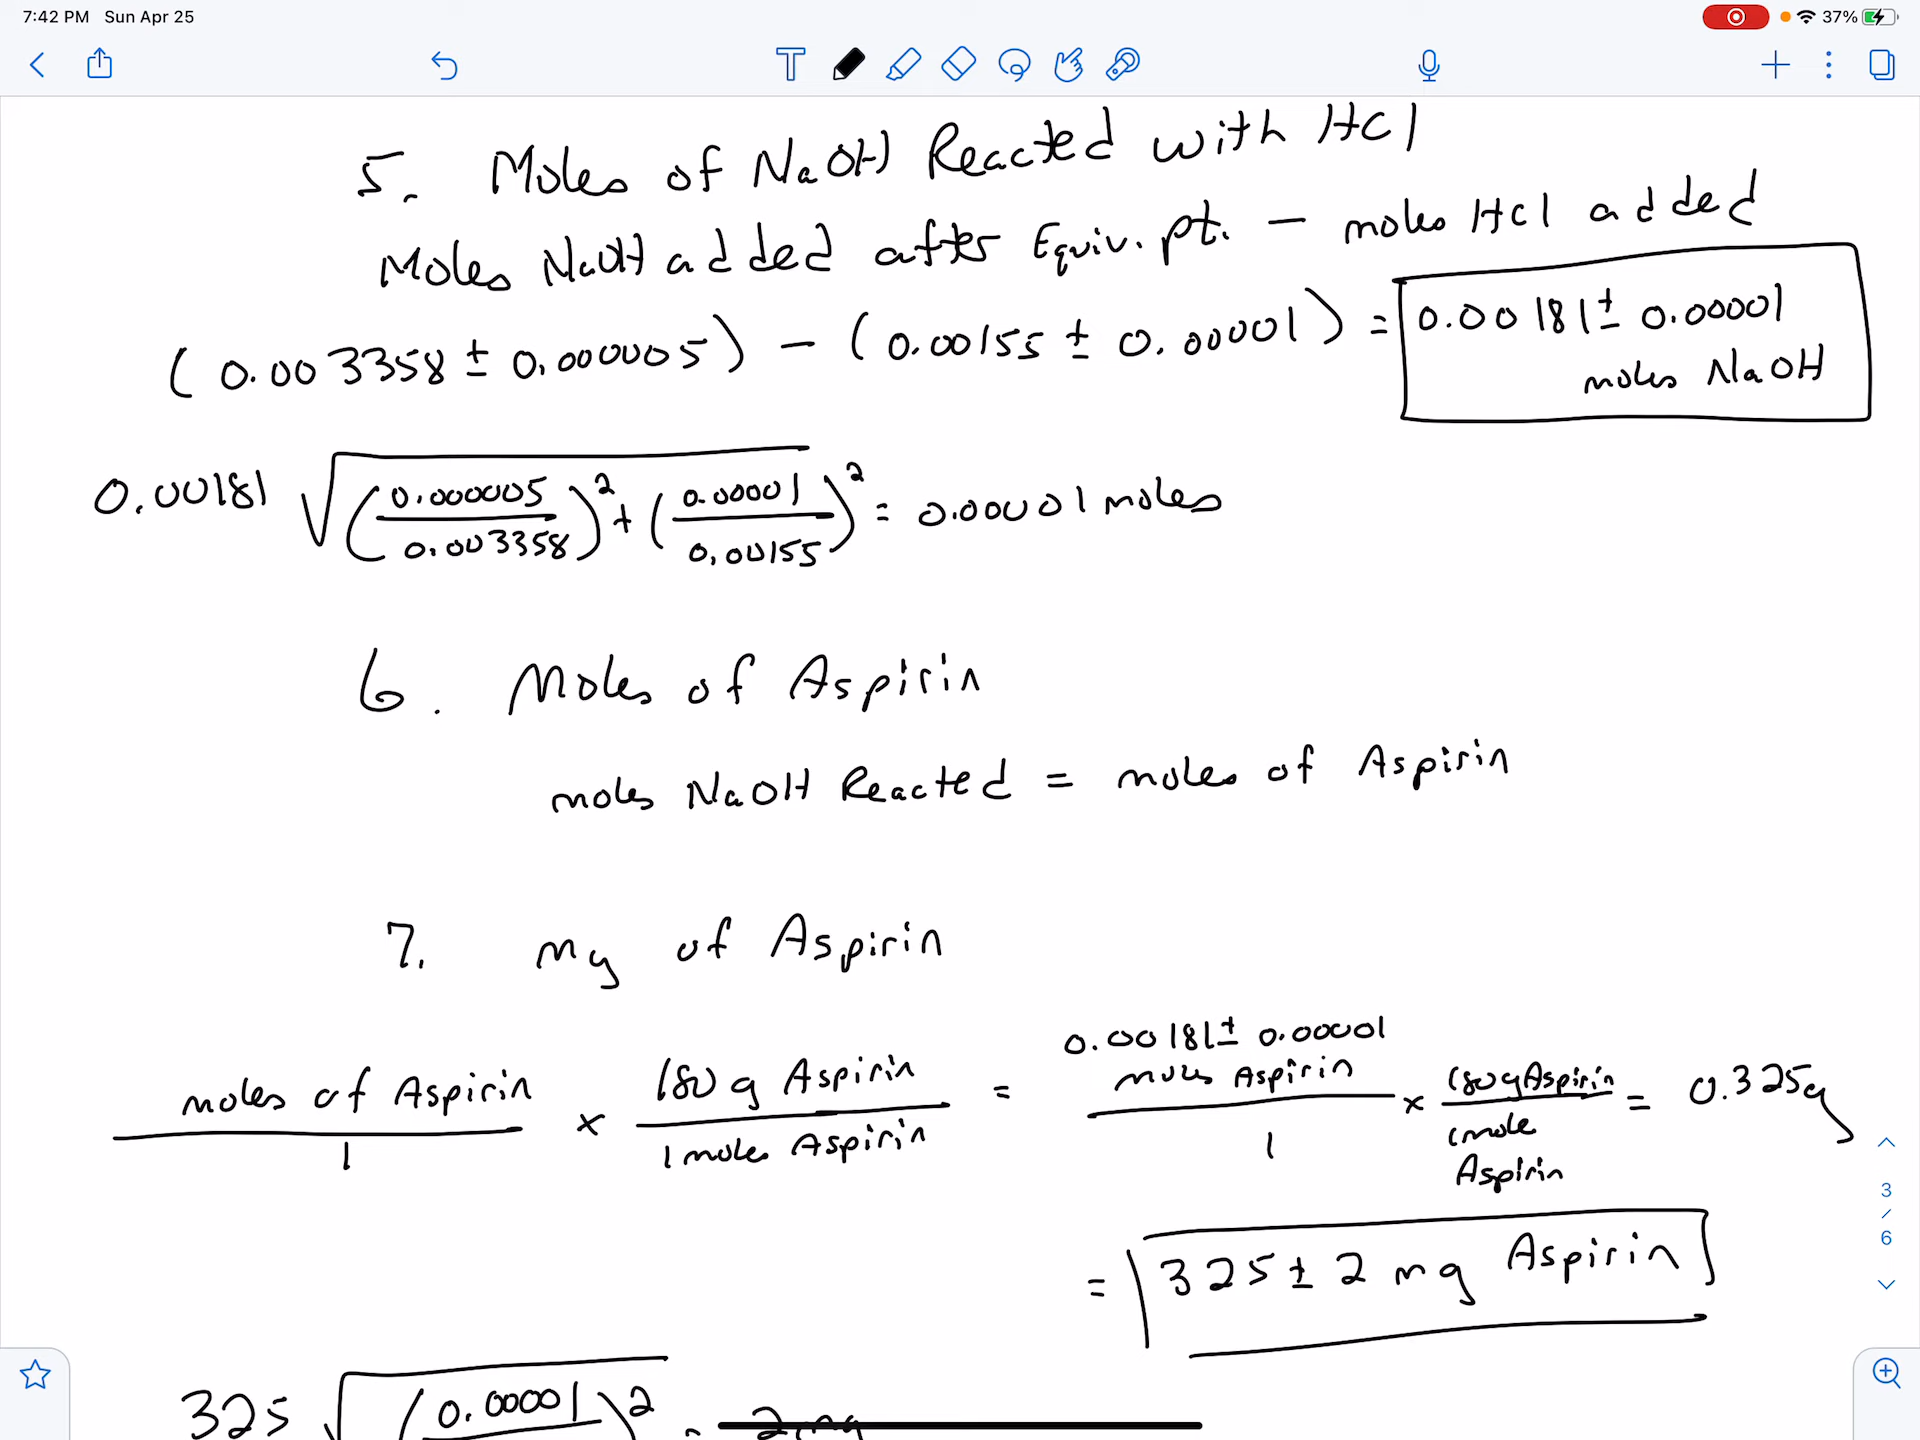 7:42 PM Sun Apr 25
37%
T
5. Moles of NaOH Reacted with HCl
Moles NaOH added after Equiv. pt. - moles HCl added
(0.003358 ± 0.000005) - (0.00155 ± 0.00001) = 0.00181 ± 0.00001
moles NaOH
0.00181 √((0.000005/0.003358)² + (0.00001/0.00155)²) = 0.00001 moles
6. Moles of Aspirin
moles NaOH Reacted = moles of Aspirin
7. mg of Aspirin
moles of Aspirin/1 × 180 g Aspirin/1 mole Aspirin = 0.00181 ± 0.00001 moles Aspirin/1 × 180 g Aspirin/1 mole Aspirin = 0.325g
= 325 ± 2 mg Aspirin
3/6
325 √(0.00001)² = 2 mg